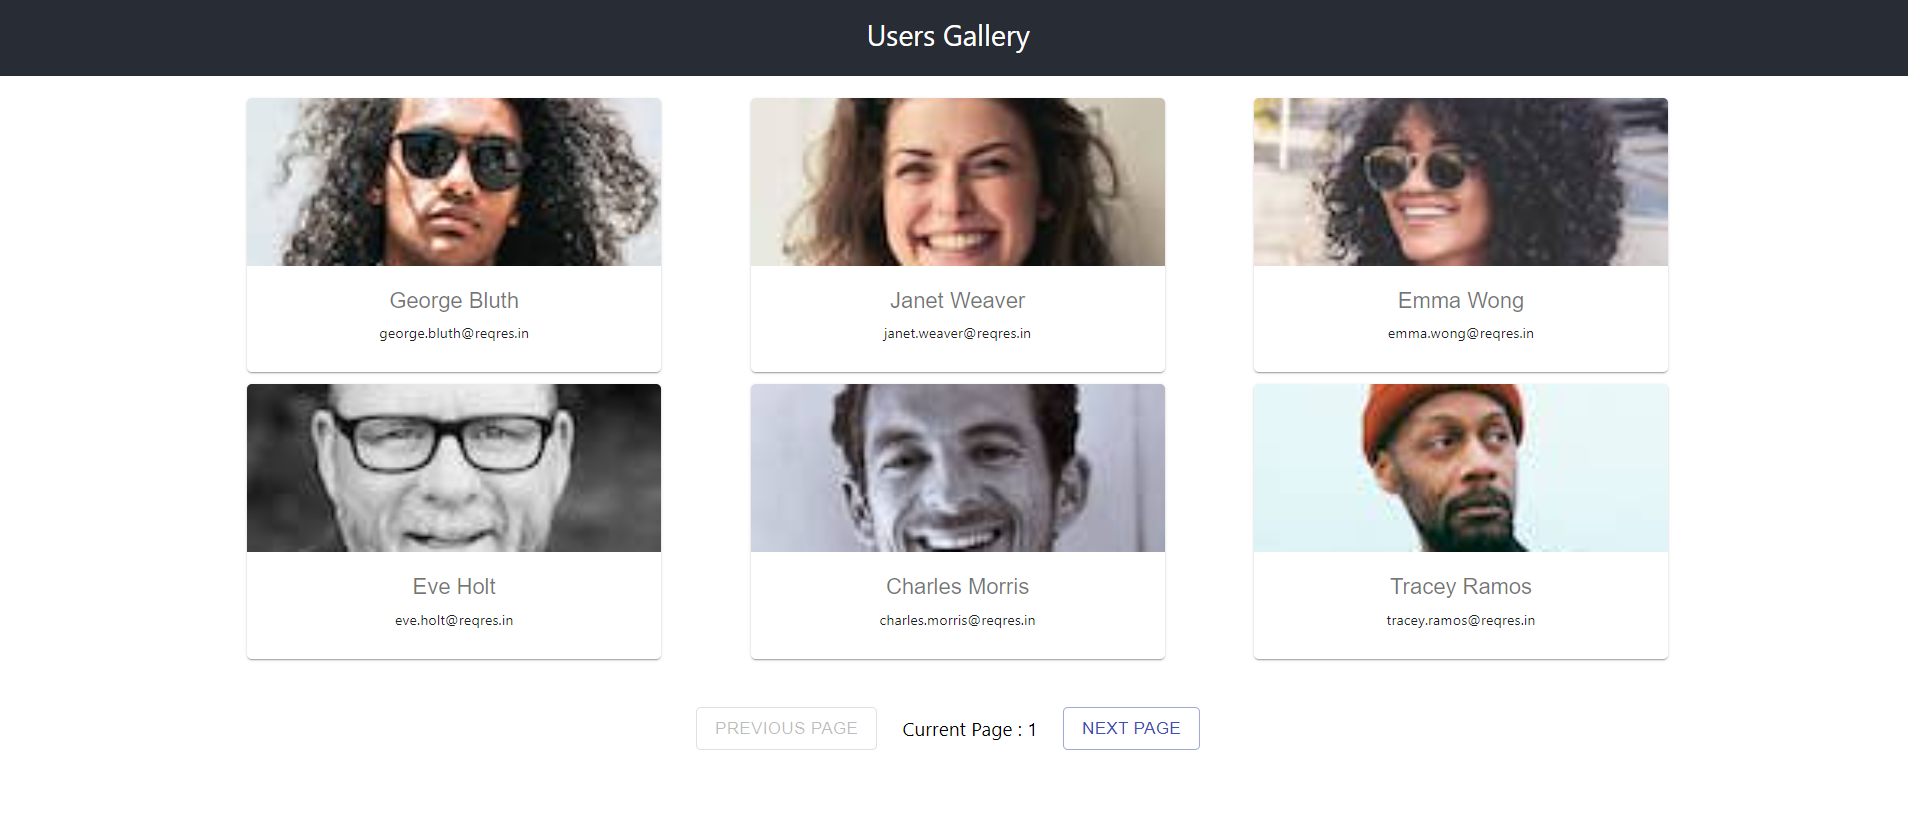 Users Gallery
George Bluth
george.bluth@reqres.in
Janet Weaver
janet.weaver@reqres.in
Emma Wong
emma.wong@reqres.in
Eve Holt
eve.holt@reqres.in
Charles Morris
charles.morris@reqres.in
Tracey Ramos
tracey.ramos@reqres.in
PREVIOUS PAGE
Current Page : 1
NEXT PAGE